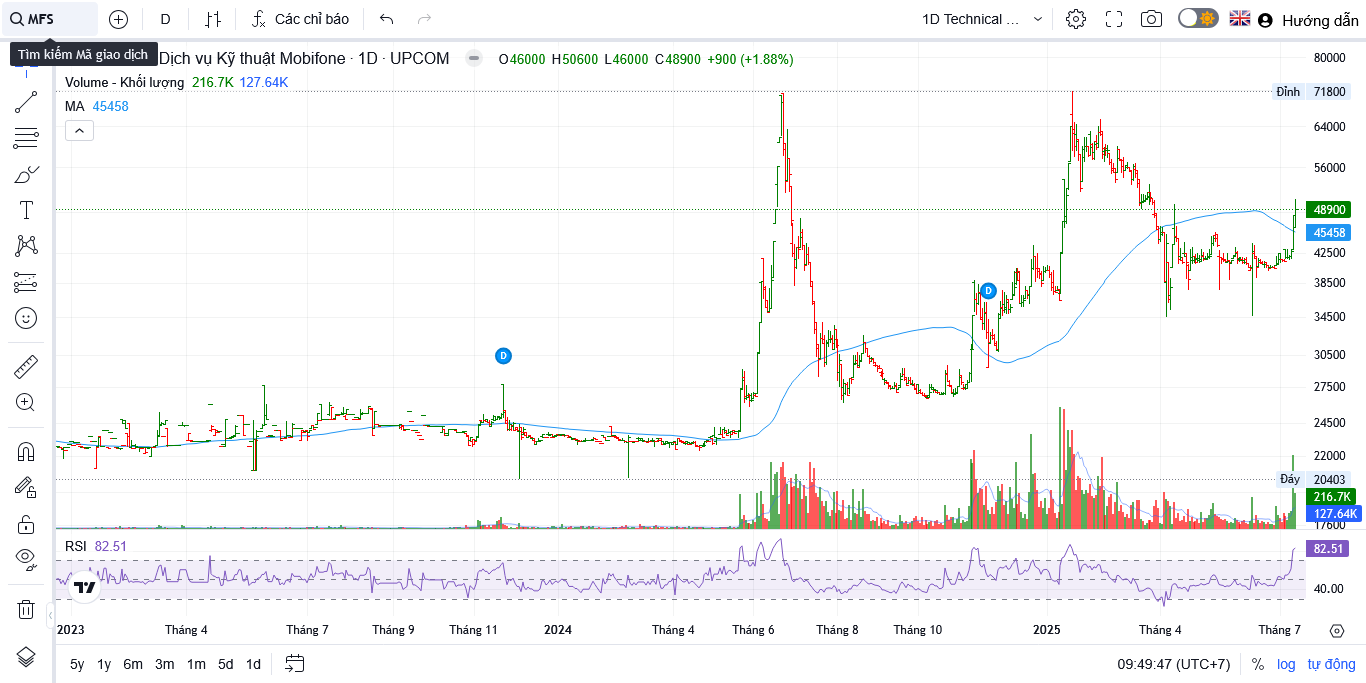 MFS D Các chỉ báo 1D Technical ... Hướng dẫn
Tìm kiếm Mã giao dịch
Dịch vụ Kỹ thuật Mobifone · 1D · UPCOM O46000 H50600 L46000 C48900 +900 (+1.88%)
Volume - Khối lượng 216.7K 127.64K
MA 45458
80000
Đỉnh 71800
64000
56000
48900
45458
42500
38500
34500
30500
27500
24500
22000
Đáy 20403
216.7K
127.64K
17600
D
D
RSI 82.51
82.51
40.00
2023 Tháng 4 Tháng 7 Tháng 9 Tháng 11 2024 Tháng 4 Tháng 6 Tháng 8 Tháng 10 2025 Tháng 4 Tháng 7
5y 1y 6m 3m 1m 5d 1d 09:49:47 (UTC+7) % log tự động